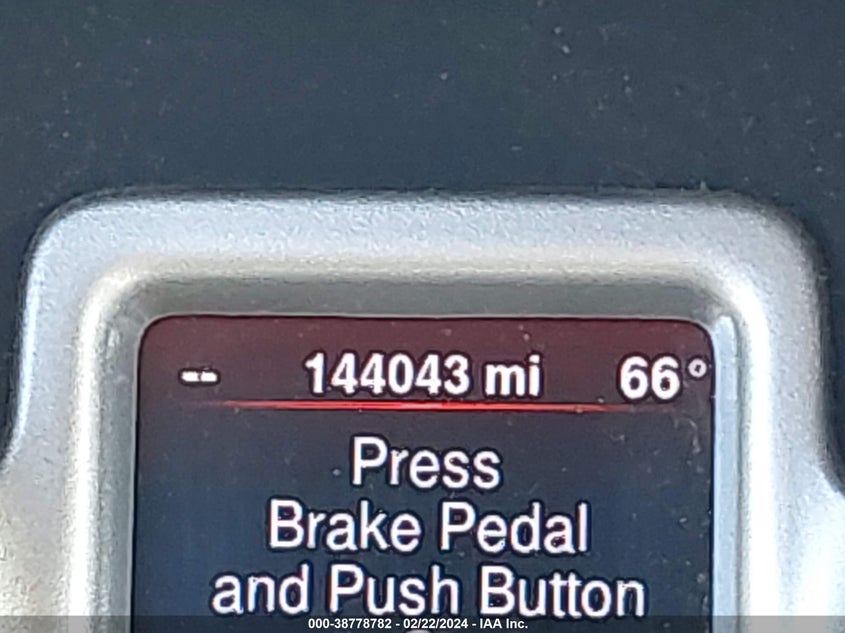 -- 144043 mi 66°
Press
Brake Pedal
and Push Button
000-38778782 - 02/22/2024 - IAA Inc.